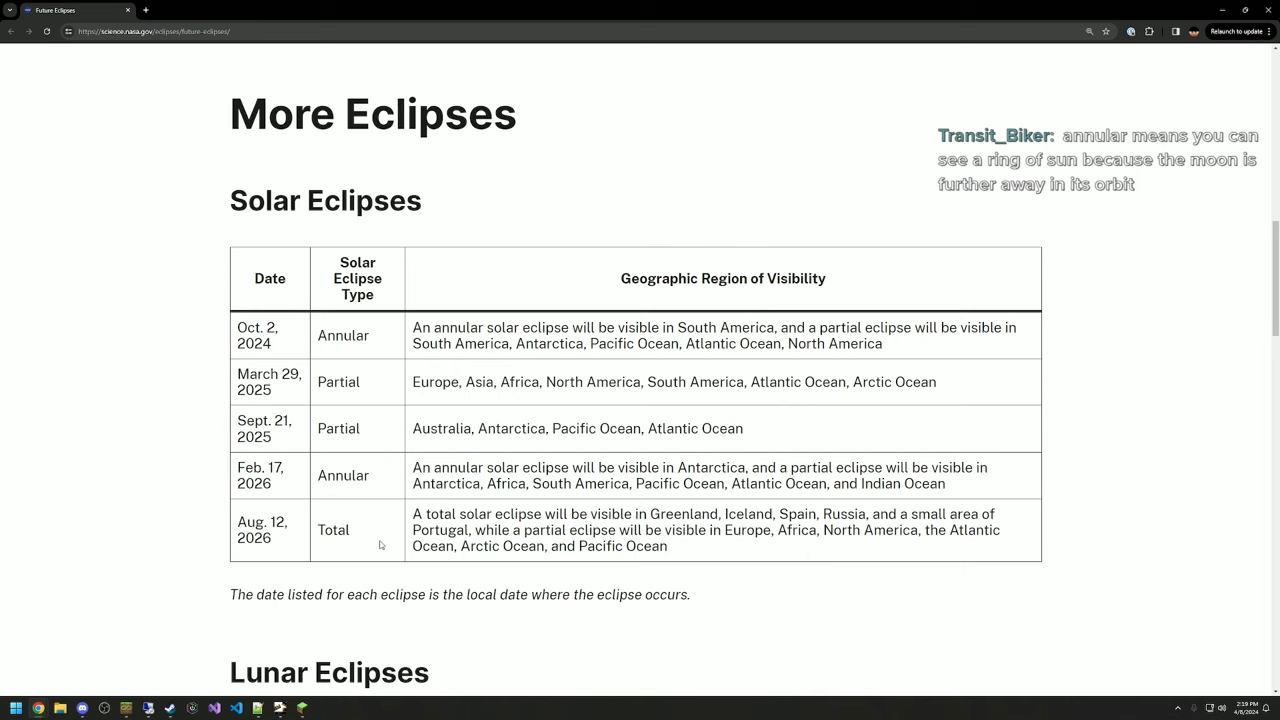 Future Eclipses
https://science.nasa.gov/eclipses/future-eclipses/
Relaunch to update
More Eclipses
Transit_Biker: annular means you can
see a ring of sun because the moon is
further away in its orbit
Solar Eclipses
Date
Solar
Eclipse
Type
Geographic Region of Visibility
Oct. 2,
2024
Annular
An annular solar eclipse will be visible in South America, and a partial eclipse will be visible in
South America, Antarctica, Pacific Ocean, Atlantic Ocean, North America
March 29,
2025
Partial
Europe, Asia, Africa, North America, South America, Atlantic Ocean, Arctic Ocean
Sept. 21,
2025
Partial
Australia, Antarctica, Pacific Ocean, Atlantic Ocean
Feb. 17,
2026
Annular
An annular solar eclipse will be visible in Antarctica, and a partial eclipse will be visible in
Antarctica, Africa, South America, Pacific Ocean, Atlantic Ocean, and Indian Ocean
Aug. 12,
2026
Total
A total solar eclipse will be visible in Greenland, Iceland, Spain, Russia, and a small area of
Portugal, while a partial eclipse will be visible in Europe, Africa, North America, the Atlantic
Ocean, Arctic Ocean, and Pacific Ocean
The date listed for each eclipse is the local date where the eclipse occurs.
Lunar Eclipses
2:19 PM
4/8/2024